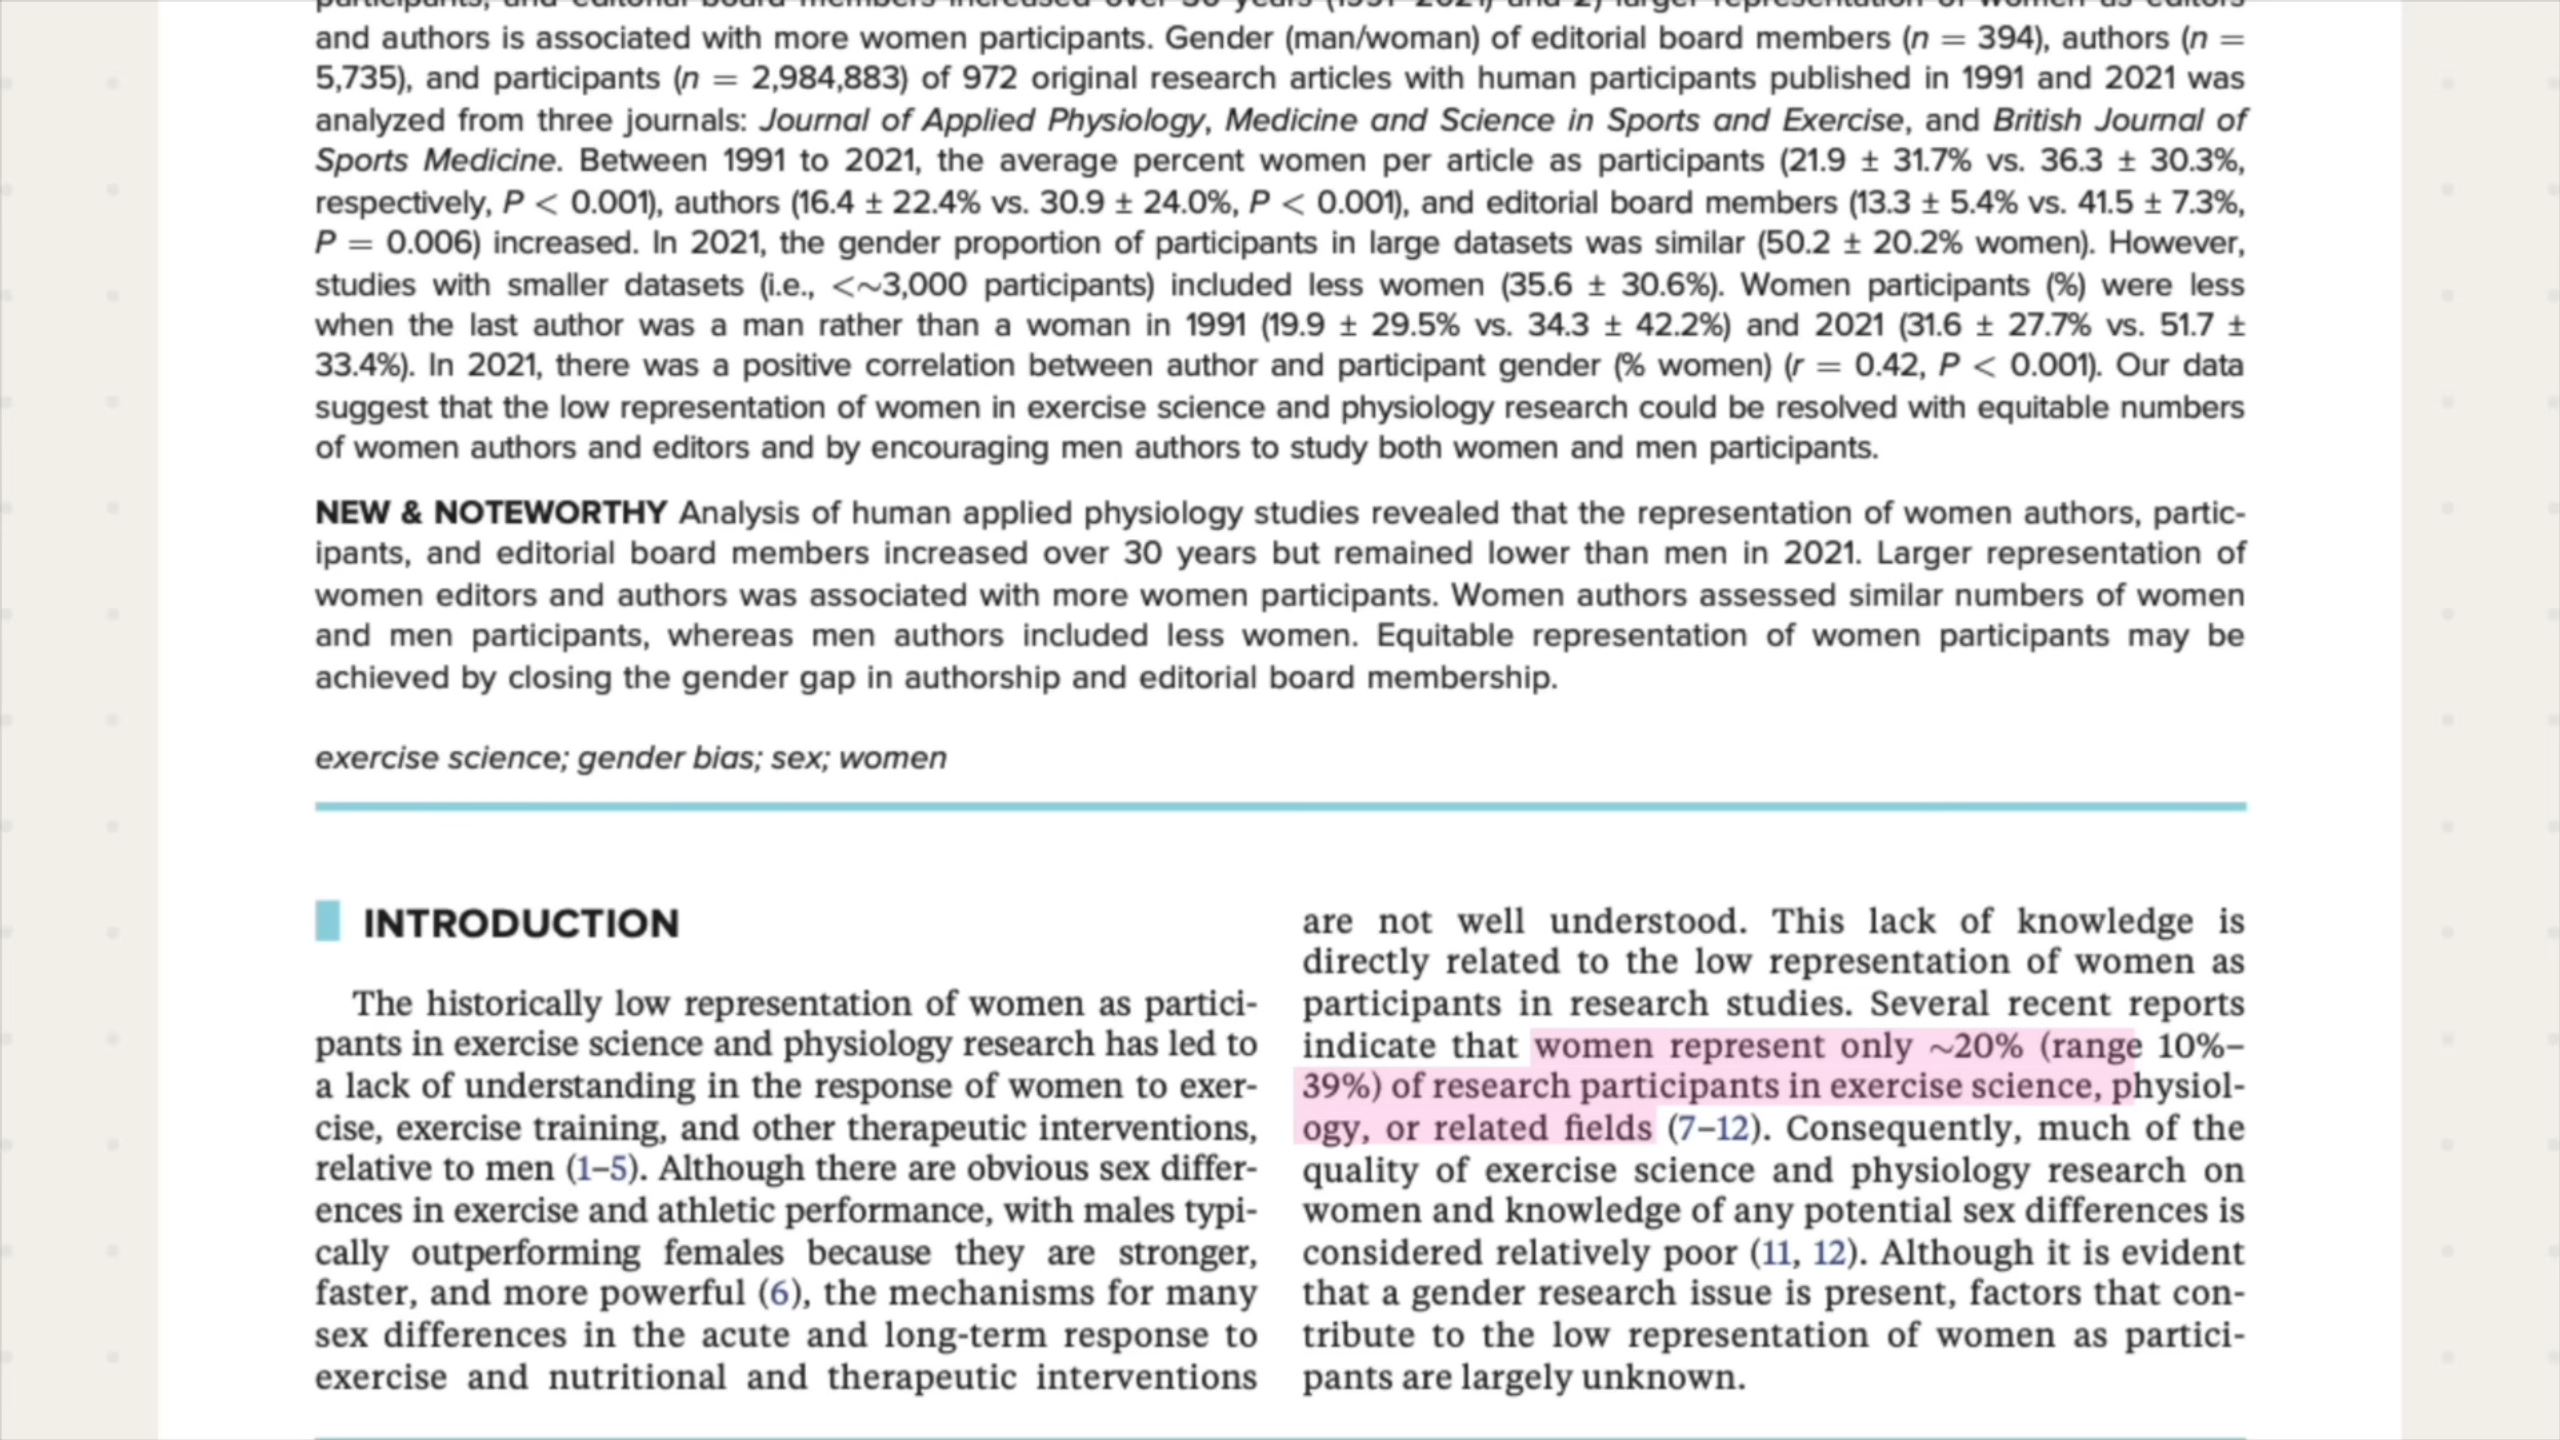 participants, and editorial board members increased over 30 years (1991–2021) and 2) larger representation of women as editors
and authors is associated with more women participants. Gender (man/woman) of editorial board members (n = 394), authors (n =
5,735), and participants (n = 2,984,883) of 972 original research articles with human participants published in 1991 and 2021 was
analyzed from three journals: Journal of Applied Physiology, Medicine and Science in Sports and Exercise, and British Journal of
Sports Medicine. Between 1991 to 2021, the average percent women per article as participants (21.9 ± 31.7% vs. 36.3 ± 30.3%,
respectively, P < 0.001), authors (16.4 ± 22.4% vs. 30.9 ± 24.0%, P < 0.001), and editorial board members (13.3 ± 5.4% vs. 41.5 ± 7.3%,
P = 0.006) increased. In 2021, the gender proportion of participants in large datasets was similar (50.2 ± 20.2% women). However,
studies with smaller datasets (i.e., <~3,000 participants) included less women (35.6 ± 30.6%). Women participants (%) were less
when the last author was a man rather than a woman in 1991 (19.9 ± 29.5% vs. 34.3 ± 42.2%) and 2021 (31.6 ± 27.7% vs. 51.7 ±
33.4%). In 2021, there was a positive correlation between author and participant gender (% women) (r = 0.42, P < 0.001). Our data
suggest that the low representation of women in exercise science and physiology research could be resolved with equitable numbers
of women authors and editors and by encouraging men authors to study both women and men participants.
NEW & NOTEWORTHY Analysis of human applied physiology studies revealed that the representation of women authors, partic-
ipants, and editorial board members increased over 30 years but remained lower than men in 2021. Larger representation of
women editors and authors was associated with more women participants. Women authors assessed similar numbers of women
and men participants, whereas men authors included less women. Equitable representation of women participants may be
achieved by closing the gender gap in authorship and editorial board membership.
exercise science; gender bias; sex; women
INTRODUCTION
The historically low representation of women as partici-
pants in exercise science and physiology research has led to
a lack of understanding in the response of women to exer-
cise, exercise training, and other therapeutic interventions,
relative to men (1–5). Although there are obvious sex differ-
ences in exercise and athletic performance, with males typi-
cally outperforming females because they are stronger,
faster, and more powerful (6), the mechanisms for many
sex differences in the acute and long-term response to
exercise and nutritional and therapeutic interventions
are not well understood. This lack of knowledge is
directly related to the low representation of women as
participants in research studies. Several recent reports
indicate that women represent only ~20% (range 10%–
39%) of research participants in exercise science, physiol-
ogy, or related fields (7–12). Consequently, much of the
quality of exercise science and physiology research on
women and knowledge of any potential sex differences is
considered relatively poor (11, 12). Although it is evident
that a gender research issue is present, factors that con-
tribute to the low representation of women as partici-
pants are largely unknown.